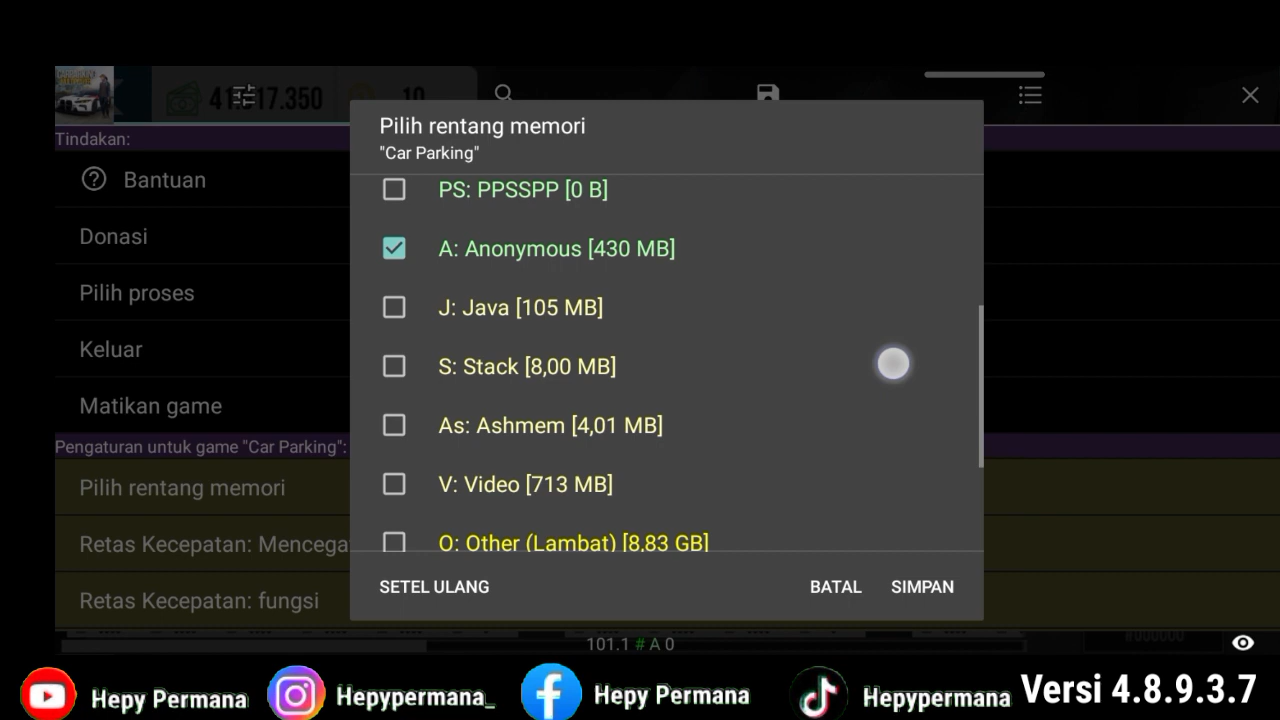 10
Pilih rentang memori
"Car Parking"
Tindakan:
Bantuan
Donasi
Pilih proses
Keluar
Matikan game
Pengaturan untuk game "Car Parking":
Pilih rentang memori
Retas Kecepatan: Mencega
Retas Kecepatan: fungsi
PS: PPSSPP [0 B]
A: Anonymous [430 MB]
J: Java [105 MB]
S: Stack [8,00 MB]
As: Ashmem [4,01 MB]
V: Video [713 MB]
O: Other (Lambat) [8,83 GB]
SETEL ULANG
BATAL
SIMPAN
101.1 # A 0
#000000
Hepy Permana
Hepypermana_
Hepy Permana
Hepypermana
Versi 4.8.9.3.7